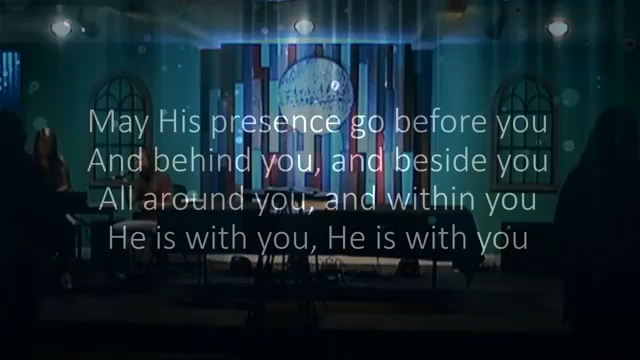 May His presence go before you
And behind you, and beside you
All around you, and within you
He is with you, He is with you